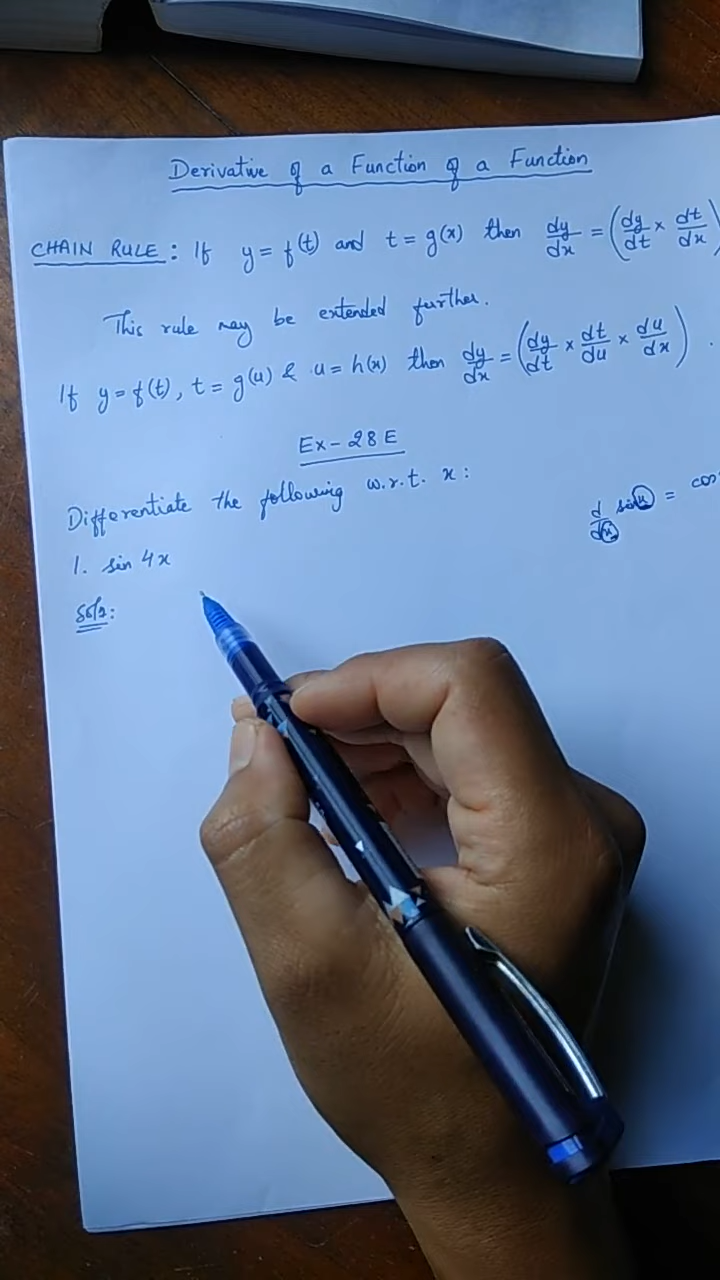 Derivative of a Function of a Function
CHAIN RULE : If y = f(t) and t = g(x) then dy/dx = (dy/dt × dt/dx)
This rule may be extended further.
If y = f(t), t = g(u) & u = h(x) then dy/dx = (dy/dt × dt/du × du/dx).
Ex - 28 E
Differentiate the following w.r.t. x :
d/dx sin x = cos
1. sin 4x
Soln: